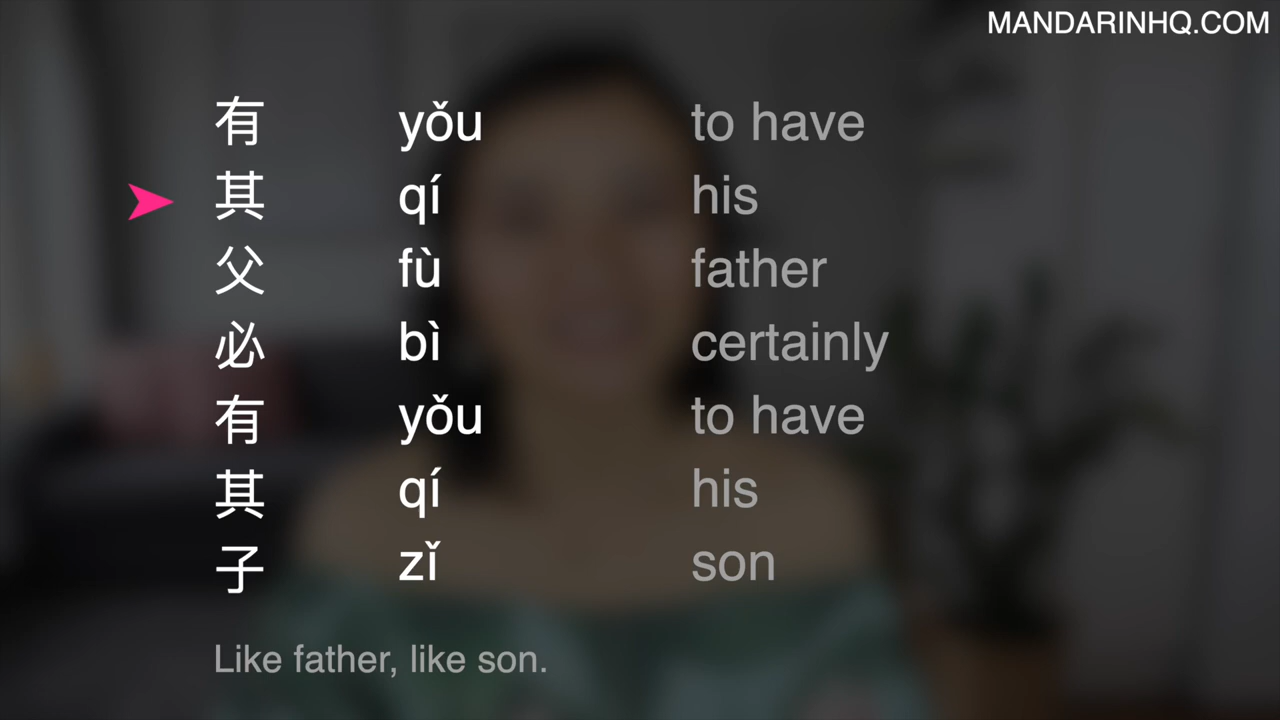 MANDARINHQ.COM
有 yǒu to have
其 qí his
父 fù father
必 bì certainly
有 yǒu to have
其 qí his
子 zǐ son
Like father, like son.